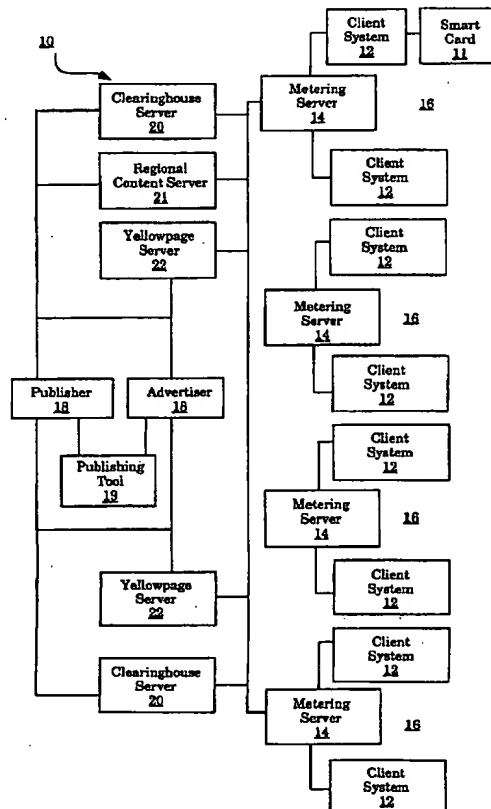 10
Clearinghouse
Server
20
Regional
Content Server
21
Yellowpage
Server
22
Publisher
18
Advertiser
18
Publishing
Tool
19
Yellowpage
Server
22
Clearinghouse
Server
20
Client
System
12
Smart
Card
11
Metering
Server
14
16
Client
System
12
Client
System
12
Metering
Server
14
16
Client
System
12
Client
System
12
Metering
Server
14
16
Client
System
12
Client
System
12
Metering
Server
14
16
Client
System
12